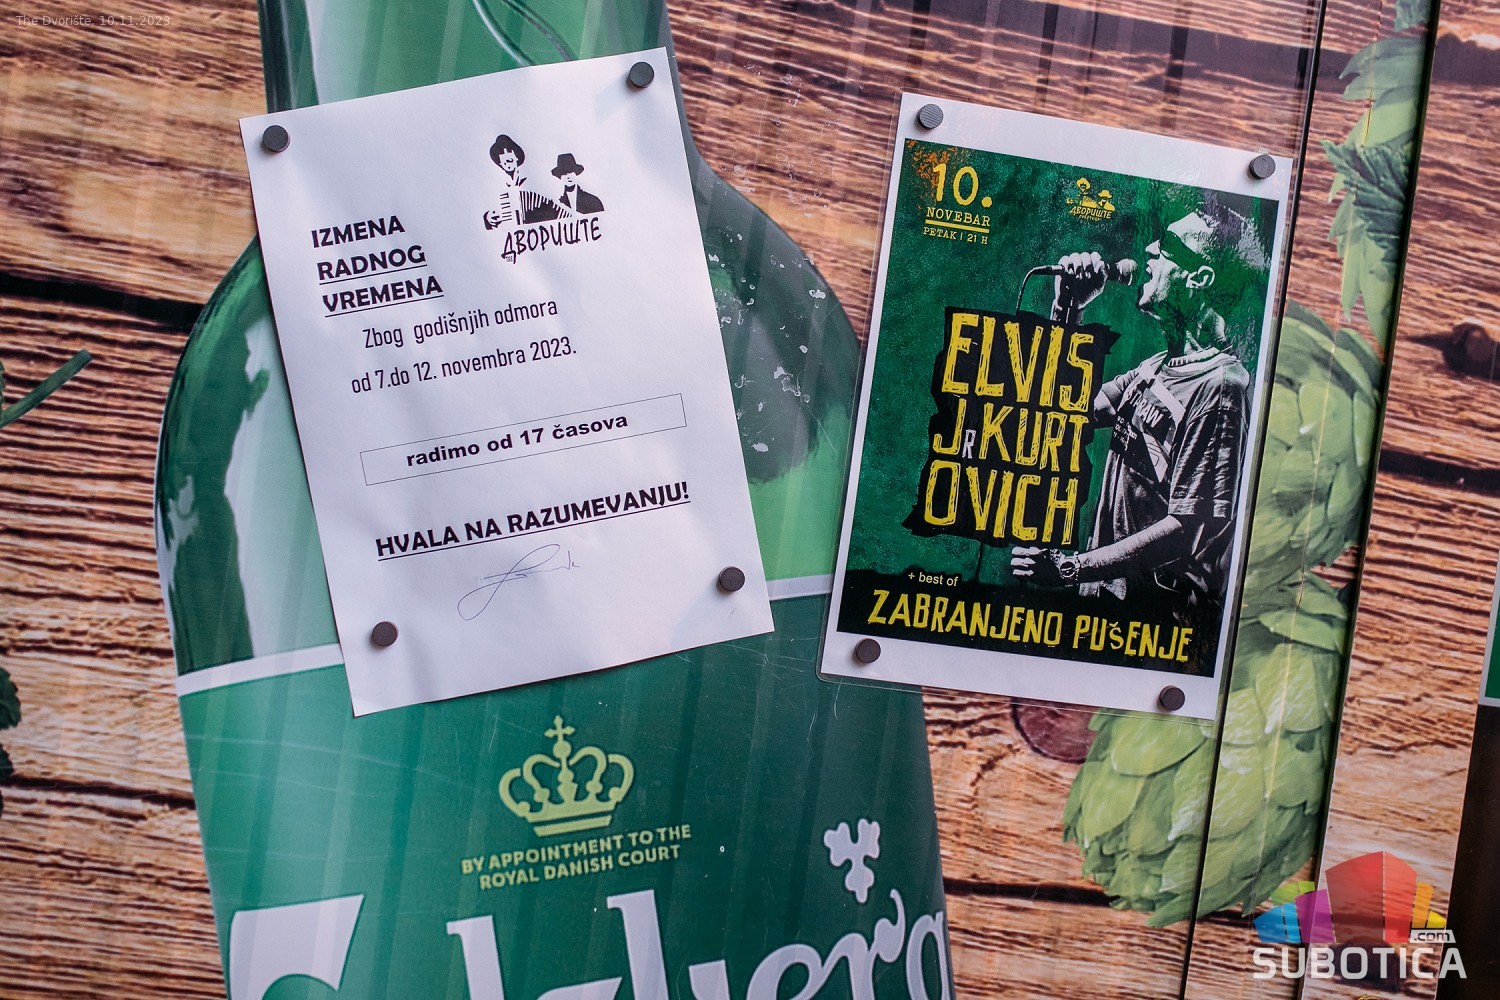 The Dvorište, 10.11.2023.
THE ДВОРИШТЕ
IZMENA
RADNOG
VREMENA
Zbog godišnjih odmora
od 7.do 12. novembra 2023.
radimo od 17 časova
HVALA NA RAZUMEVANJU!
10.
NOVEBAR
PETAK | 21 H
ДВОРИШТЕ
ELVIS
JR KURT
OVICH
+ best of
ZABRANJENO PUŠENJE
BY APPOINTMENT TO THE
ROYAL DANISH COURT
Carlsberg
SUBOTICA
.com